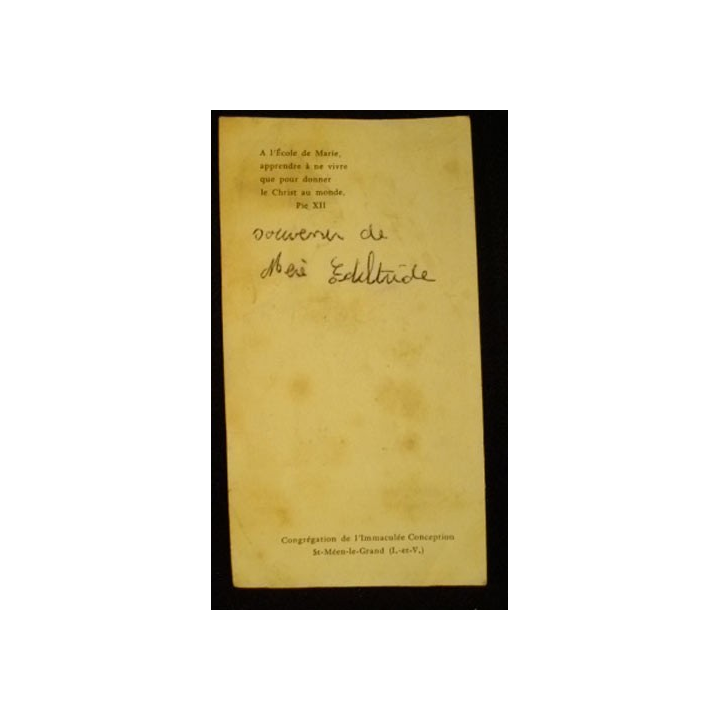 A l'École de Marie,
apprendre à ne vivre
que pour donner
le Christ au monde.
Pie XII
souvenir de
Mère Edeltrude
Congrégation de l'Immaculée Conception
St-Méen-le-Grand (I.-et-V.)